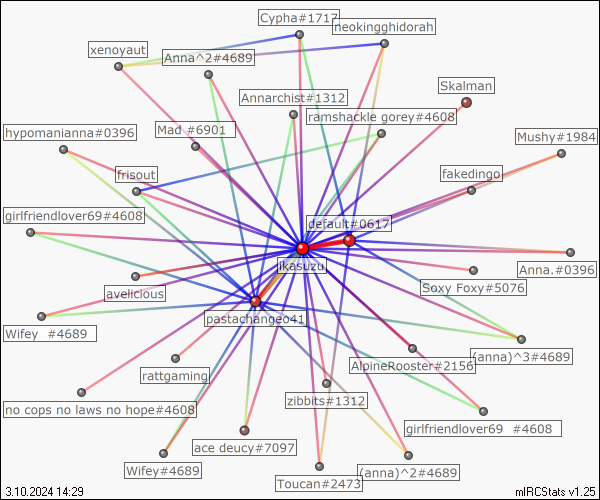 Cypha#1717
neokingghidorah
xenoyaut
Anna^2#4689
Skalman
Annarchist#1312
ramshackle gorey#4608
hypomanianna#0396
Mad #6901
Mushy#1984
frisout
fakedingo
girlfriendlover69#4608
default#0617
jkasuzu
Anna.#0396
avelicious
Soxy Foxy#5076
pastachangeo41
Wifey  #4689
(anna)^3#4689
rattgaming
AlpineRooster#2156
no cops no laws no hope#4608
zibbits#1312
girlfriendlover69  #4608
ace deucy#7097
Wifey#4689
Toucan#2473
(anna)^2#4689
3.10.2024 14:29
mIRCStats v1.25